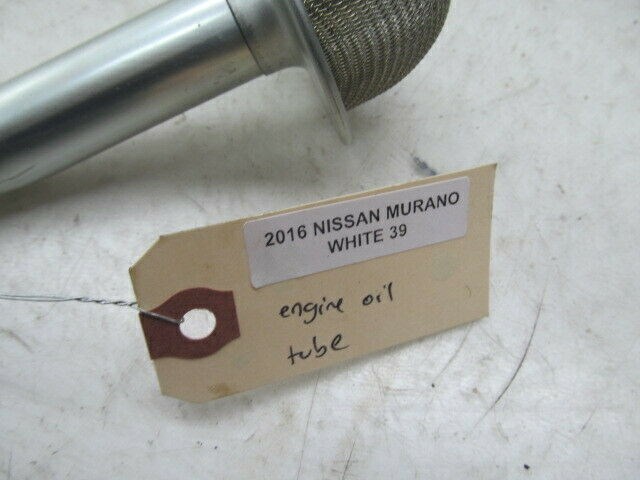 2016 NISSAN MURANO
WHITE 39
engine oil
tube